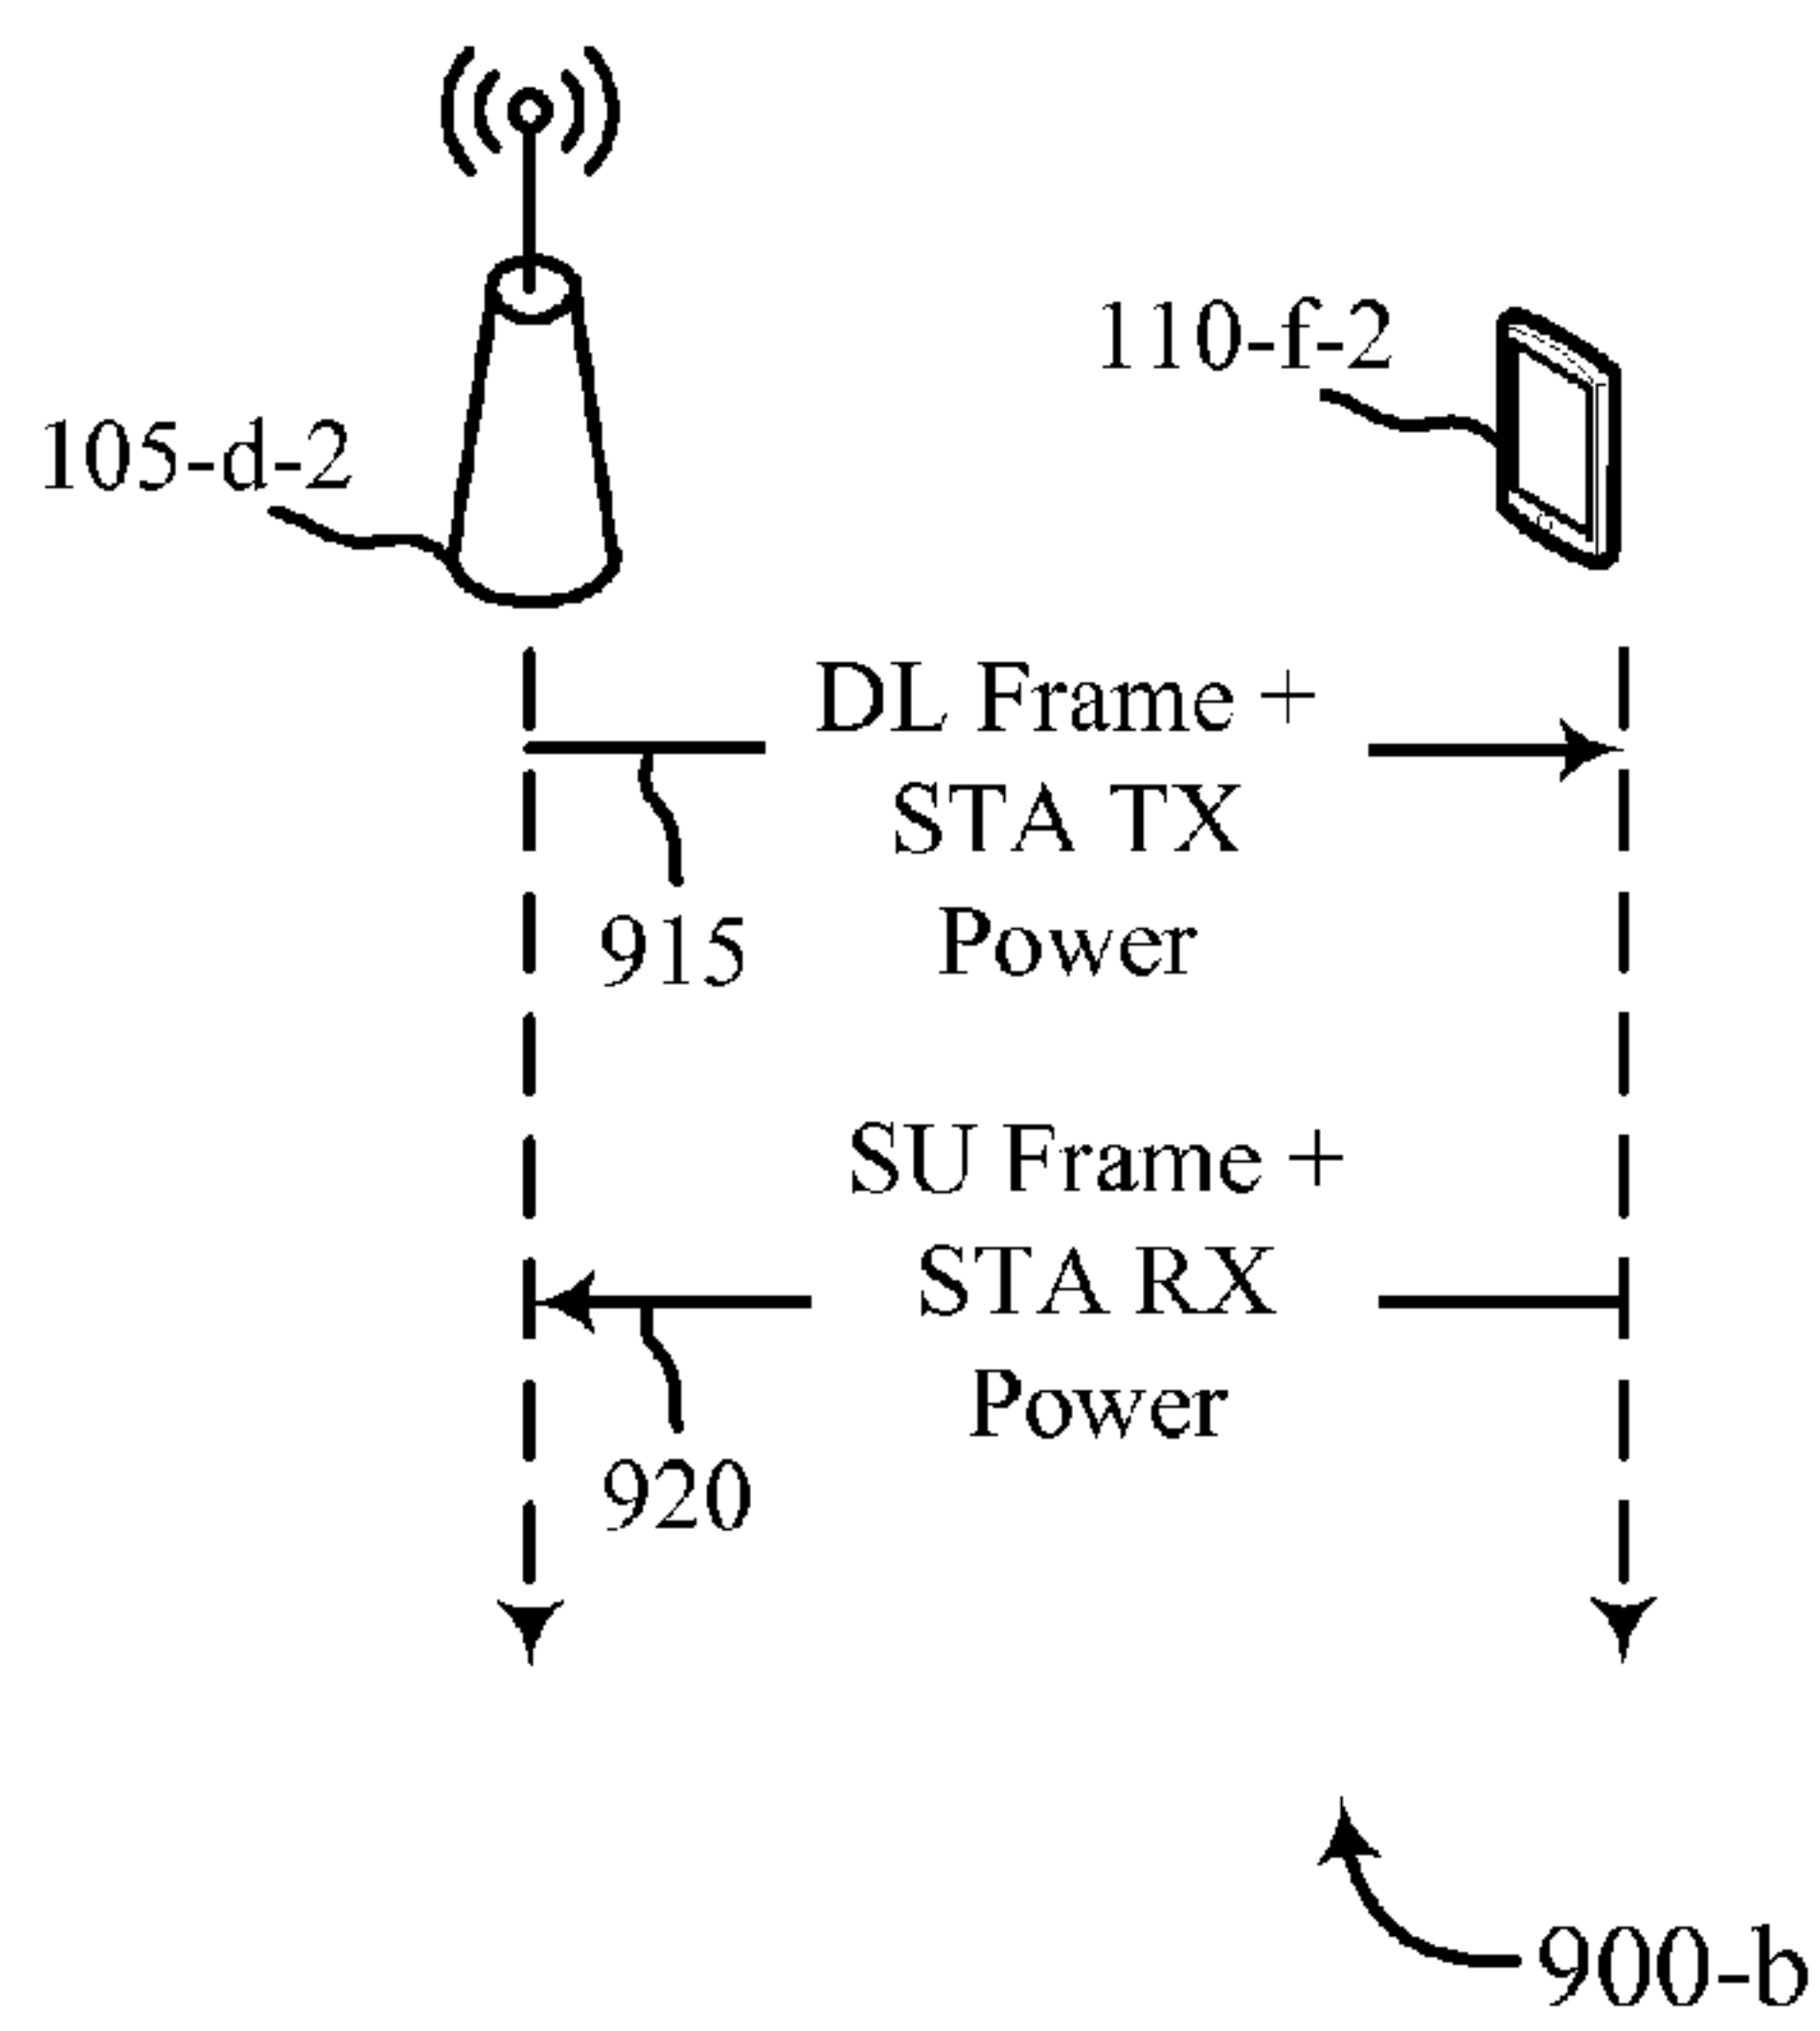 110-f-2
105-d-2
DL Frame +
STA TX
Power
915
SU Frame +
STA RX
Power
920
900-b